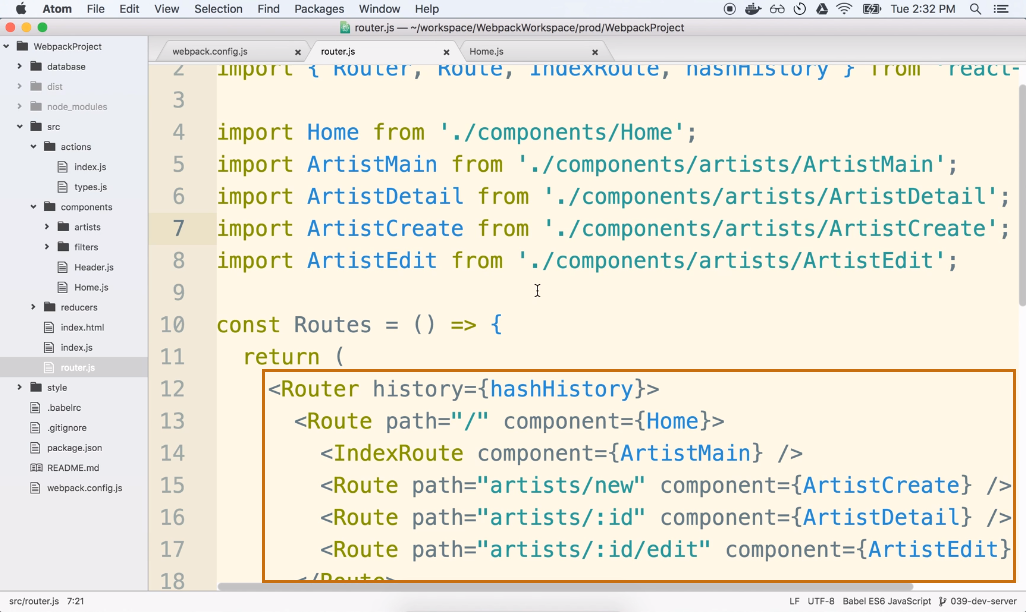 Atom File Edit View Selection Find Packages Window Help Tue 2:32 PM
router.js — ~/workspace/WebpackWorkspace/prod/WebpackProject
WebpackProject
database
dist
node_modules
src
actions
index.js
types.js
components
artists
filters
Header.js
Home.js
reducers
index.html
index.js
router.js
style
.babelrc
.gitignore
package.json
README.md
webpack.config.js
webpack.config.js × router.js × Home.js ×
2 import { Router, Route, IndexRoute, hashHistory } from 'react-
3
4 import Home from './components/Home';
5 import ArtistMain from './components/artists/ArtistMain';
6 import ArtistDetail from './components/artists/ArtistDetail';
7 import ArtistCreate from './components/artists/ArtistCreate';
8 import ArtistEdit from './components/artists/ArtistEdit';
9
10 const Routes = () => {
11 return (
12 <Router history={hashHistory}>
13 <Route path="/" component={Home}>
14 <IndexRoute component={ArtistMain} />
15 <Route path="artists/new" component={ArtistCreate} />
16 <Route path="artists/:id" component={ArtistDetail} />
17 <Route path="artists/:id/edit" component={ArtistEdit}
18 </Route>
src/router.js 7:21 LF UTF-8 Babel ES6 JavaScript 039-dev-server